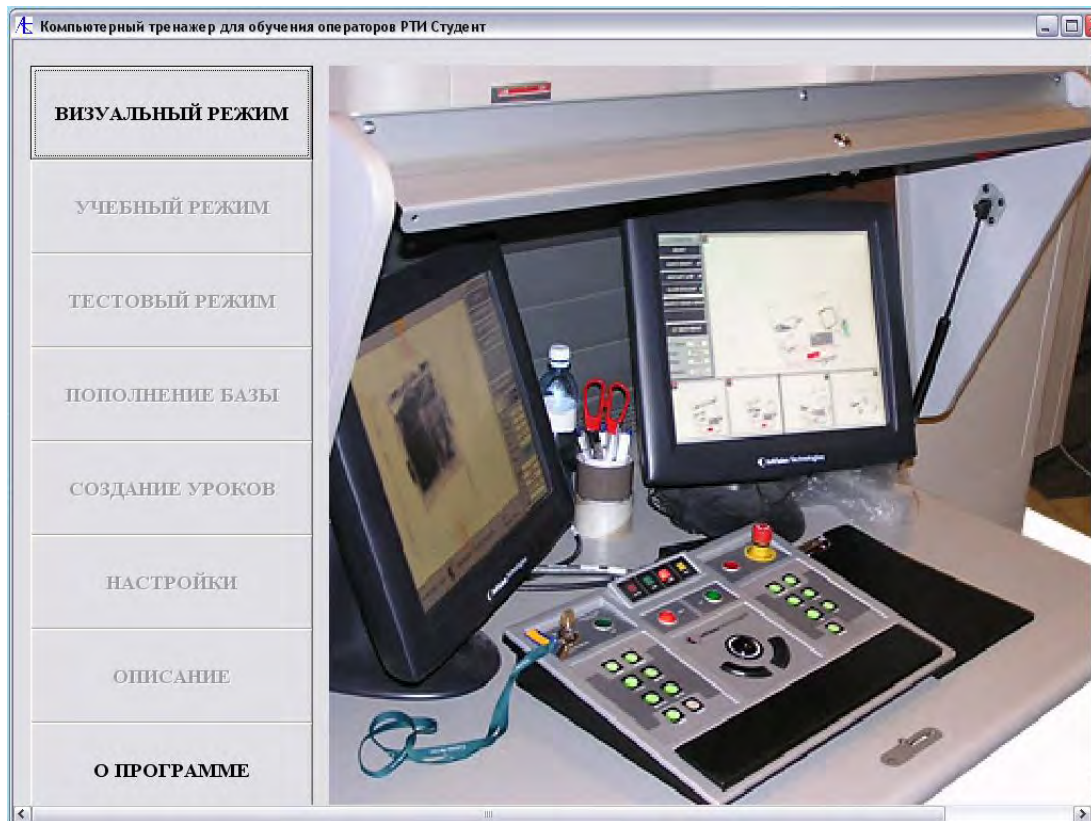 Компьютерный тренажер для обучения операторов РТИ Студент
ВИЗУАЛЬНЫЙ РЕЖИМ
УЧЕБНЫЙ РЕЖИМ
ТЕСТОВЫЙ РЕЖИМ
ПОПОЛНЕНИЕ БАЗЫ
СОЗДАНИЕ УРОКОВ
НАСТРОЙКИ
ОПИСАНИЕ
О ПРОГРАММЕ